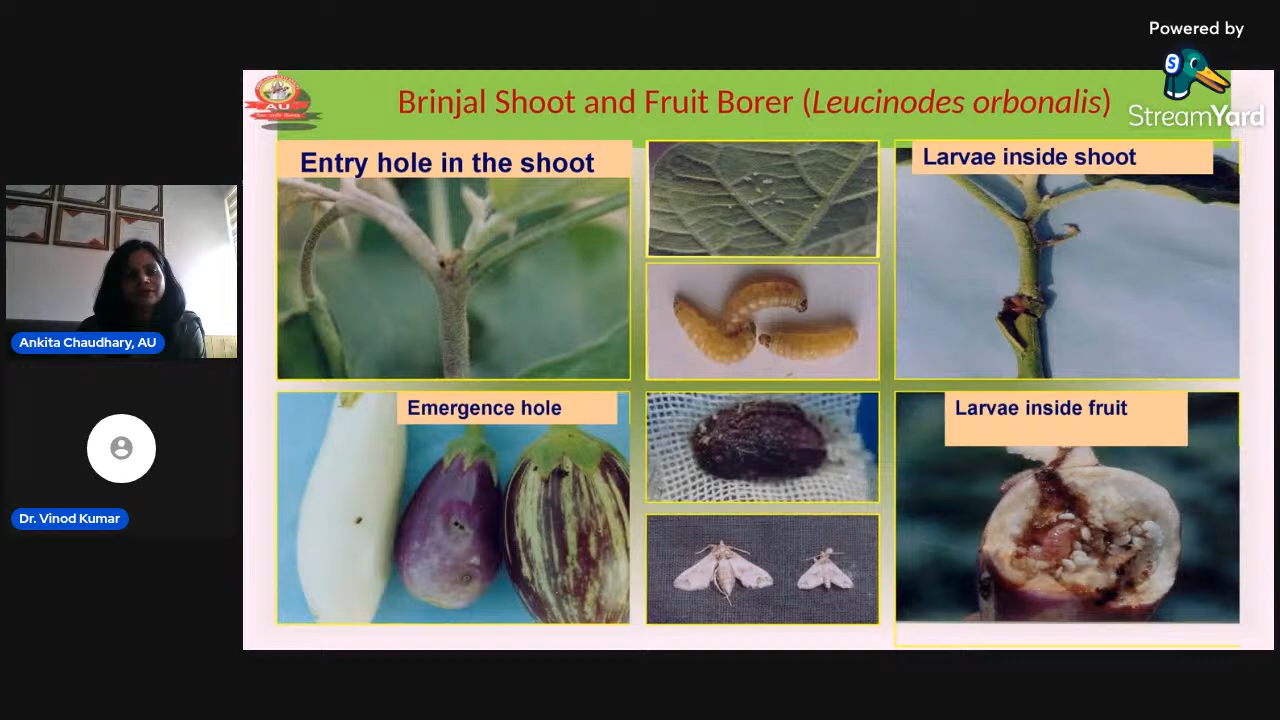 Powered by
S
StreamYard
AU
Brinjal Shoot and Fruit Borer (Leucinodes orbonalis)
Entry hole in the shoot
Larvae inside shoot
Emergence hole
Larvae inside fruit
Ankita Chaudhary, AU
Dr. Vinod Kumar